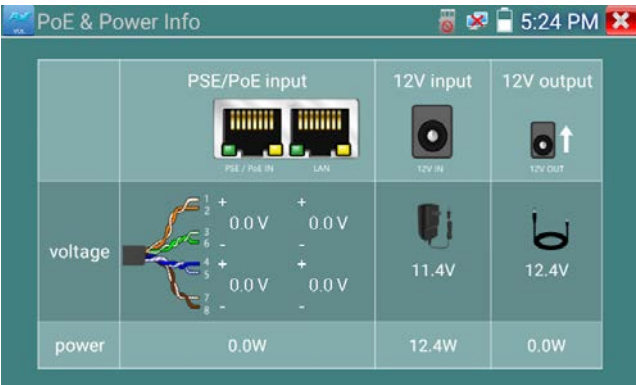 PoE & Power Info
5:24 PM
VOL
PSE/PoE input
12V input
12V output
PSE / PoE IN
LAN
12V IN
12V OUT
voltage
1 + +
2 0.0 V 0.0 V
3
6 - -
4 + +
5 0.0 V 0.0 V
7
8 - -
11.4V
12.4V
power
0.0W
12.4W
0.0W